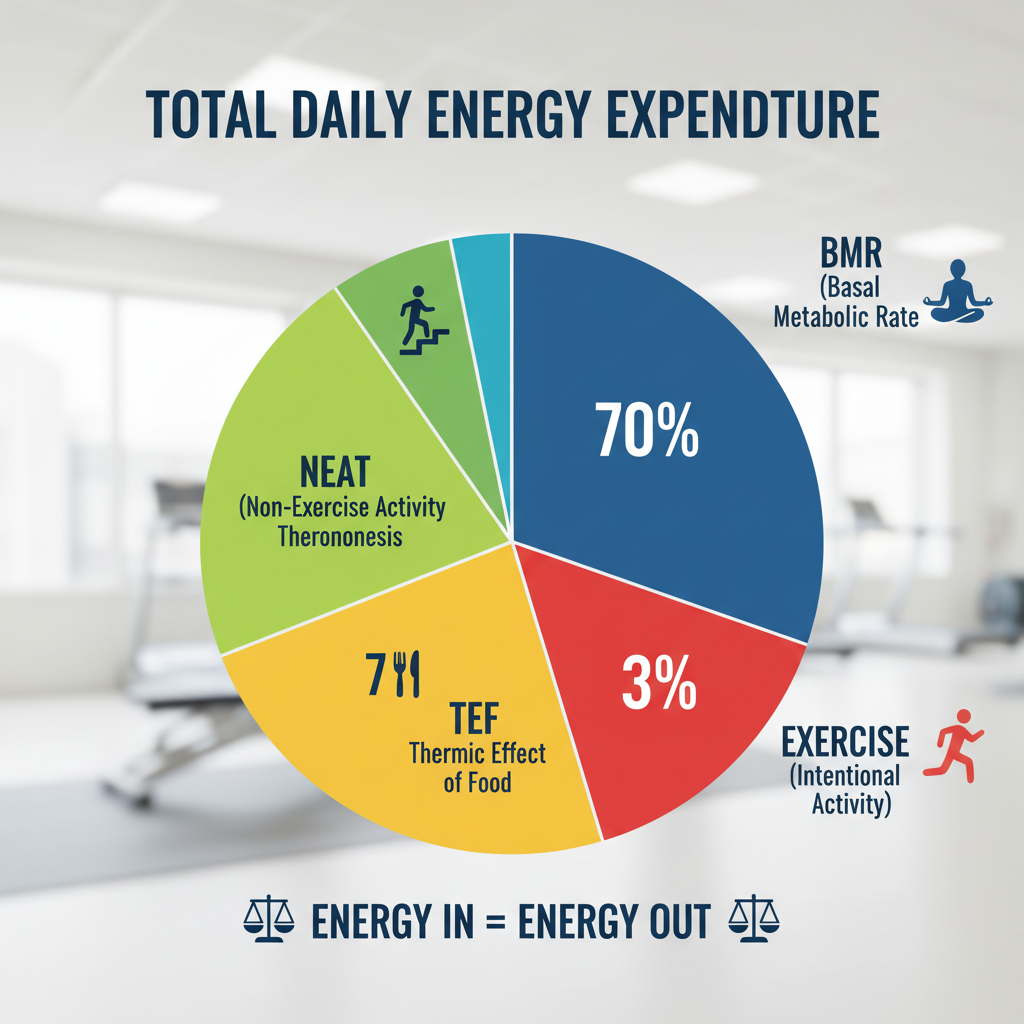 TOTAL DAILY ENERGY EXPENDTURE
BMR
(Basal
Metabolic Rate
70%
NEAT
(Non-Exercise Activity
Therononesis
3%
7
TEF
Thermic Effect
of Food
EXERCISE
(Intentional
Activity)
ENERGY IN = ENERGY OUT